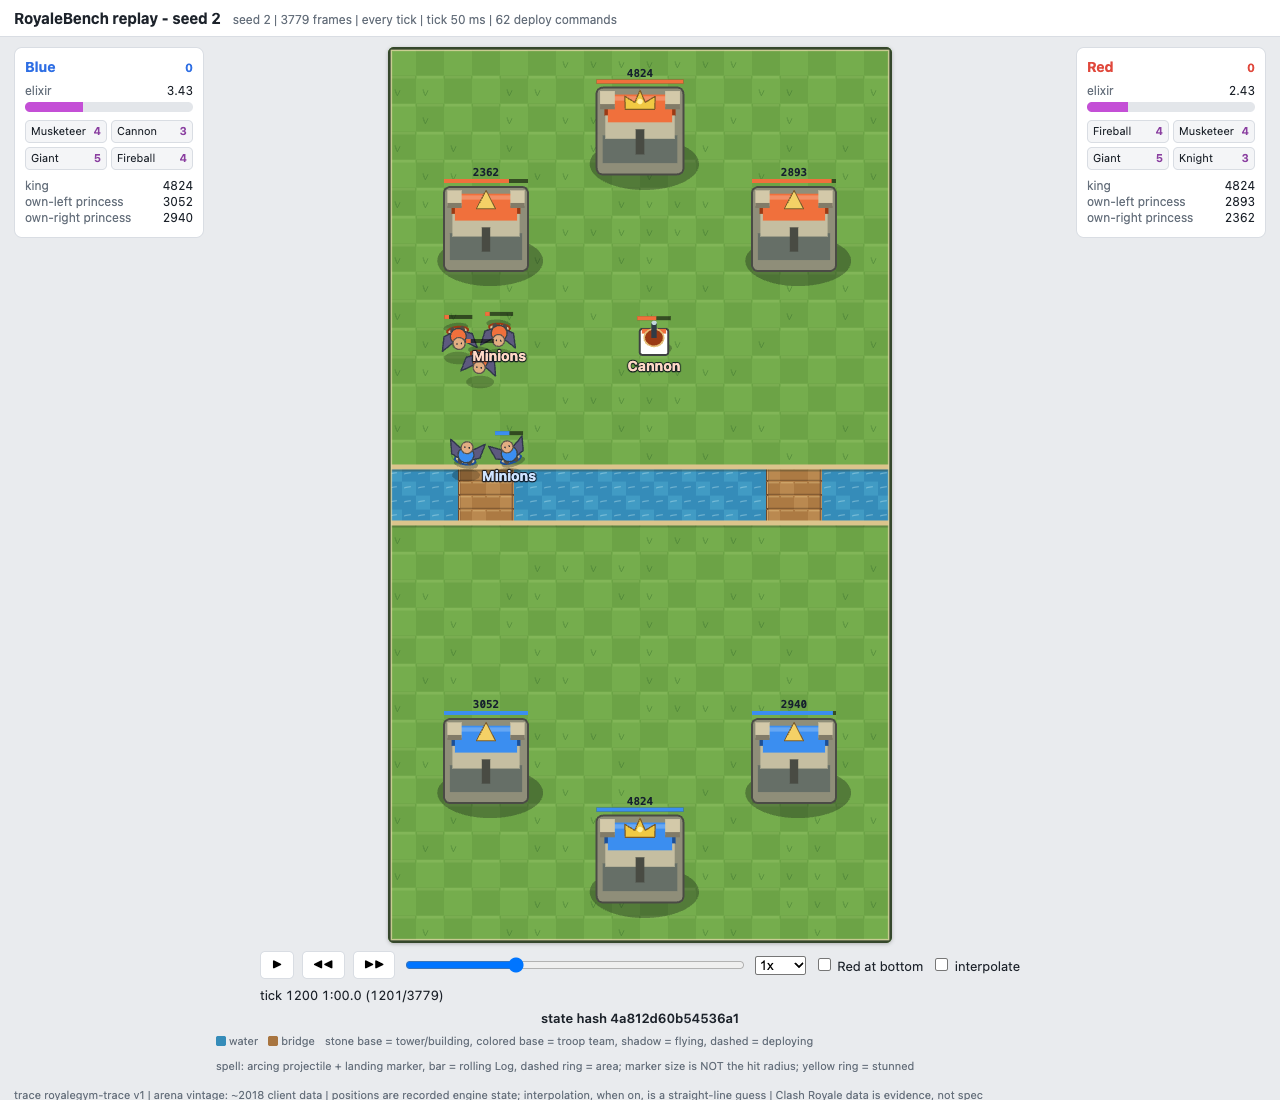 RoyaleBench replay - seed 2 seed 2 | 3779 frames | every tick | tick 50 ms | 62 deploy commands
Blue 0
elixir 3.43
Musketeer 4 Cannon 3
Giant 5 Fireball 4
king 4824
own-left princess 3052
own-right princess 2940
Red 0
elixir 2.43
Fireball 4 Musketeer 4
Giant 5 Knight 3
king 4824
own-left princess 2893
own-right princess 2362
4824
2362 2893
Minions
Cannon
Minions
3052 2940
4824
1x Red at bottom interpolate
tick 1200 1:00.0 (1201/3779)
state hash 4a812d60b54536a1
water bridge stone base = tower/building, colored base = troop team, shadow = flying, dashed = deploying
spell: arcing projectile + landing marker, bar = rolling Log, dashed ring = area; marker size is NOT the hit radius; yellow ring = stunned
trace royalegym-trace v1 | arena vintage: ~2018 client data | positions are recorded engine state; interpolation, when on, is a straight-line guess | Clash Royale data is evidence, not spec